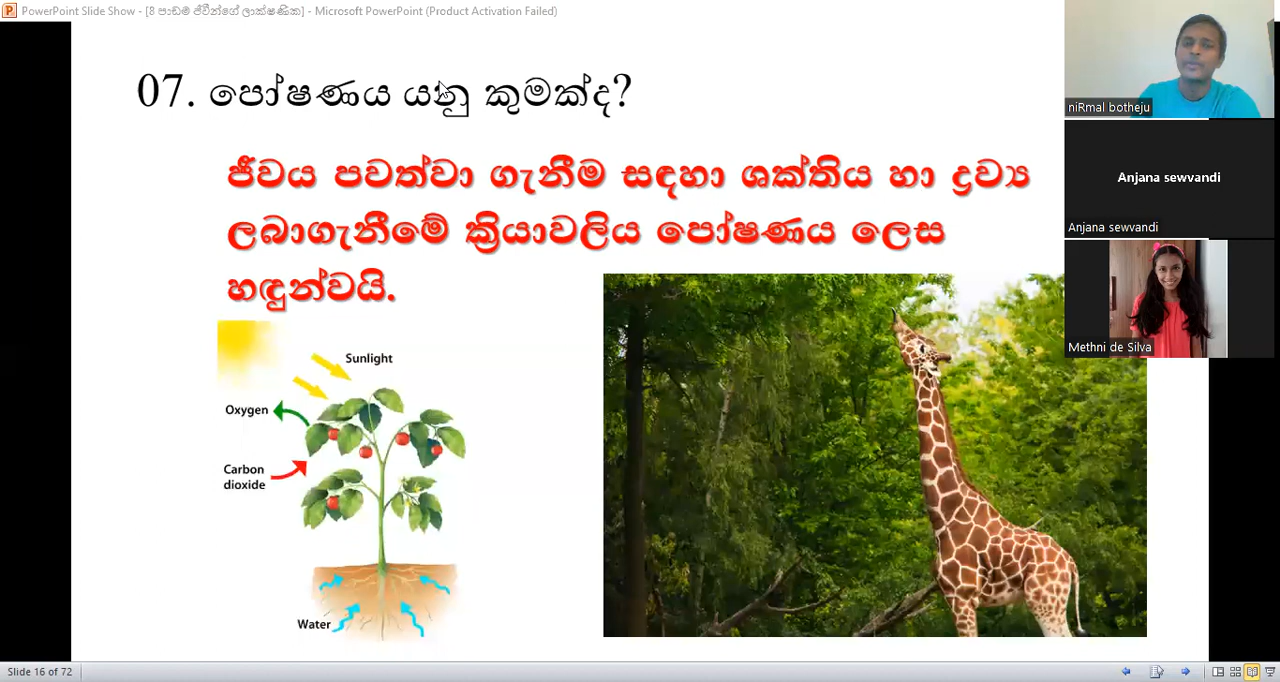 PowerPoint Slide Show - [8 පාඩම ජීවීන්ගේ ලාක්ෂණික] - Microsoft PowerPoint (Product Activation Failed)
07. පෝෂණය යනු කුමක්ද?
ජීවය පවත්වා ගැනීම සඳහා ශක්තිය හා ද්‍රව්‍ය
ලබාගැනීමේ ක්‍රියාවලිය පෝෂණය ලෙස
හඳුන්වයි.
Sunlight
Oxygen
Carbon
dioxide
Water
niRmal botheju
Anjana sewvandi
Anjana sewvandi
Methni de Silva
Slide 16 of 72